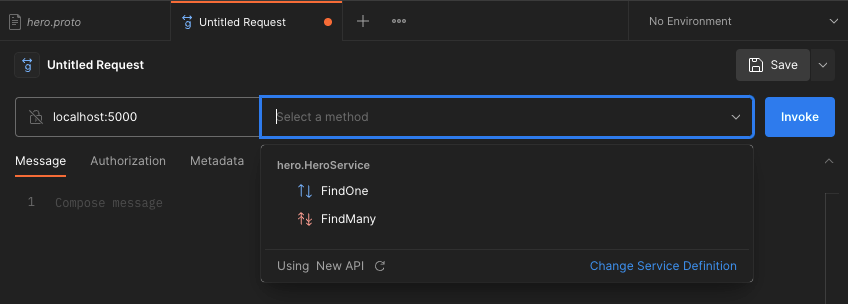 hero.proto
Untitled Request
No Environment
Untitled Request
Save
localhost:5000
Select a method
Invoke
Message Authorization Metadata
hero.HeroService
FindOne
FindMany
1 Compose message
Using New API
Change Service Definition